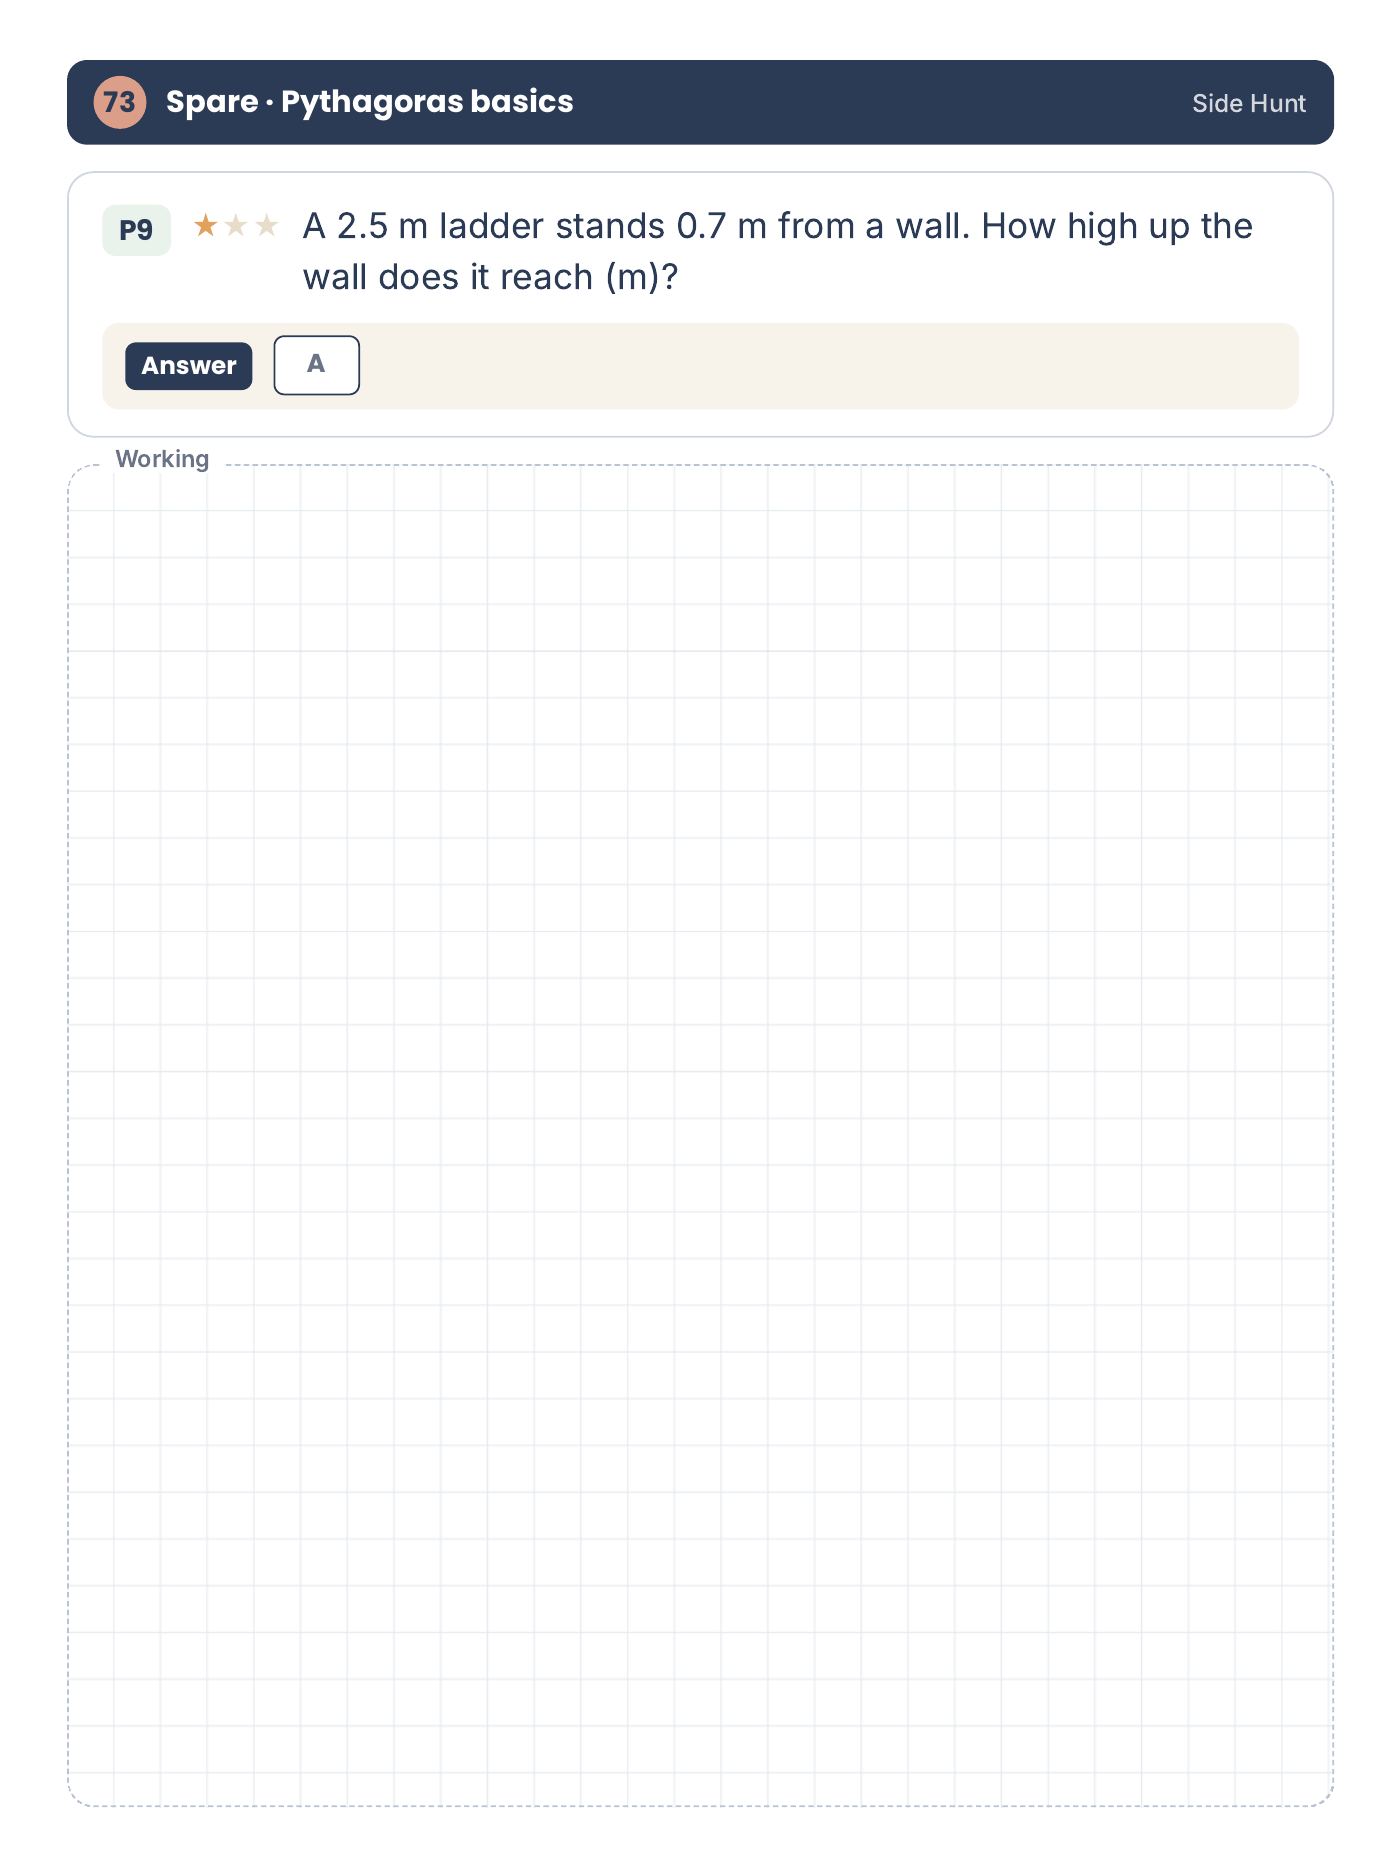 73 Spare · Pythagoras basics Side Hunt
P9 ★★★ A 2.5 m ladder stands 0.7 m from a wall. How high up the
wall does it reach (m)?
Answer A
Working